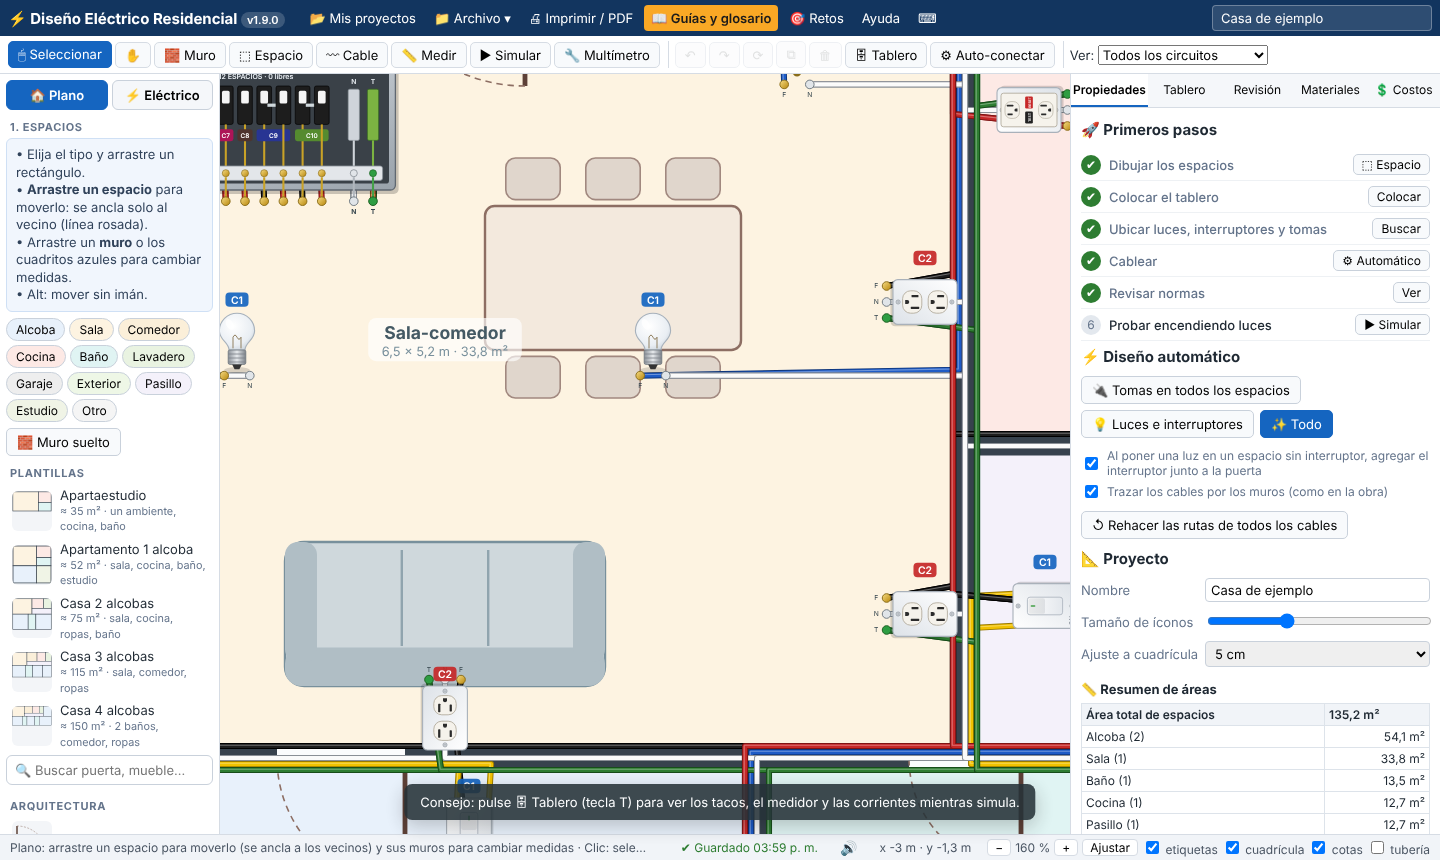 ⚡ Diseño Eléctrico Residencial v1.9.0
📂 Mis proyectos
📁 Archivo ▾
🖨 Imprimir / PDF
📖 Guías y glosario
🎯 Retos
Ayuda
Casa de ejemplo
Seleccionar
🧱 Muro
⬚ Espacio
〰 Cable
📏 Medir
▶ Simular
🔧 Multímetro
🗄 Tablero
⚙ Auto-conectar
Ver: Todos los circuitos
🏠 Plano
⚡ Eléctrico
1. ESPACIOS
• Elija el tipo y arrastre un
rectángulo.
• Arrastre un espacio para
moverlo: se ancla solo al
vecino (línea rosada).
• Arrastre un muro o los
cuadritos azules para cambiar
medidas.
• Alt: mover sin imán.
Alcoba Sala Comedor
Cocina Baño Lavadero
Garaje Exterior Pasillo
Estudio Otro
🧱 Muro suelto
PLANTILLAS
Apartaestudio
≈ 35 m² · un ambiente,
cocina, baño
Apartamento 1 alcoba
≈ 52 m² · sala, cocina, baño,
estudio
Casa 2 alcobas
≈ 75 m² · sala, cocina,
ropas, baño
Casa 3 alcobas
≈ 115 m² · sala, comedor,
ropas
Casa 4 alcobas
≈ 150 m² · 2 baños,
comedor, ropas
🔍 Buscar puerta, mueble...
ARQUITECTURA
2 ESPACIOS · 0 libres
N T
C7 C8 C9 C10
N T
F N
C2
F
N
T
C1
C1
Sala-comedor
6,5 × 5,2 m · 33,8 m²
F N
F N
C2
F
N
T
C1
C2
T F
C1
Consejo: pulse 🗄 Tablero (tecla T) para ver los tacos, el medidor y las corrientes mientras simula.
Propiedades
Tablero
Revisión
Materiales
💲 Costos
🚀 Primeros pasos
✔ Dibujar los espacios ⬚ Espacio
✔ Colocar el tablero Colocar
✔ Ubicar luces, interruptores y tomas Buscar
✔ Cablear ⚙ Automático
✔ Revisar normas Ver
6 Probar encendiendo luces ▶ Simular
⚡ Diseño automático
🔌 Tomas en todos los espacios
💡 Luces e interruptores
✨ Todo
Al poner una luz en un espacio sin interruptor, agregar el
interruptor junto a la puerta
Trazar los cables por los muros (como en la obra)
↺ Rehacer las rutas de todos los cables
📐 Proyecto
Nombre Casa de ejemplo
Tamaño de íconos
Ajuste a cuadrícula 5 cm
📏 Resumen de áreas
Área total de espacios 135,2 m²
Alcoba (2) 54,1 m²
Sala (1) 33,8 m²
Baño (1) 13,5 m²
Cocina (1) 12,7 m²
Pasillo (1) 12,7 m²
Plano: arrastre un espacio para moverlo (se ancla a los vecinos) y sus muros para cambiar medidas · Clic: sele...
✔ Guardado 03:59 p. m.
x -3 m · y -1,3 m
− 160 % + Ajustar
etiquetas
cuadrícula
cotas
tubería